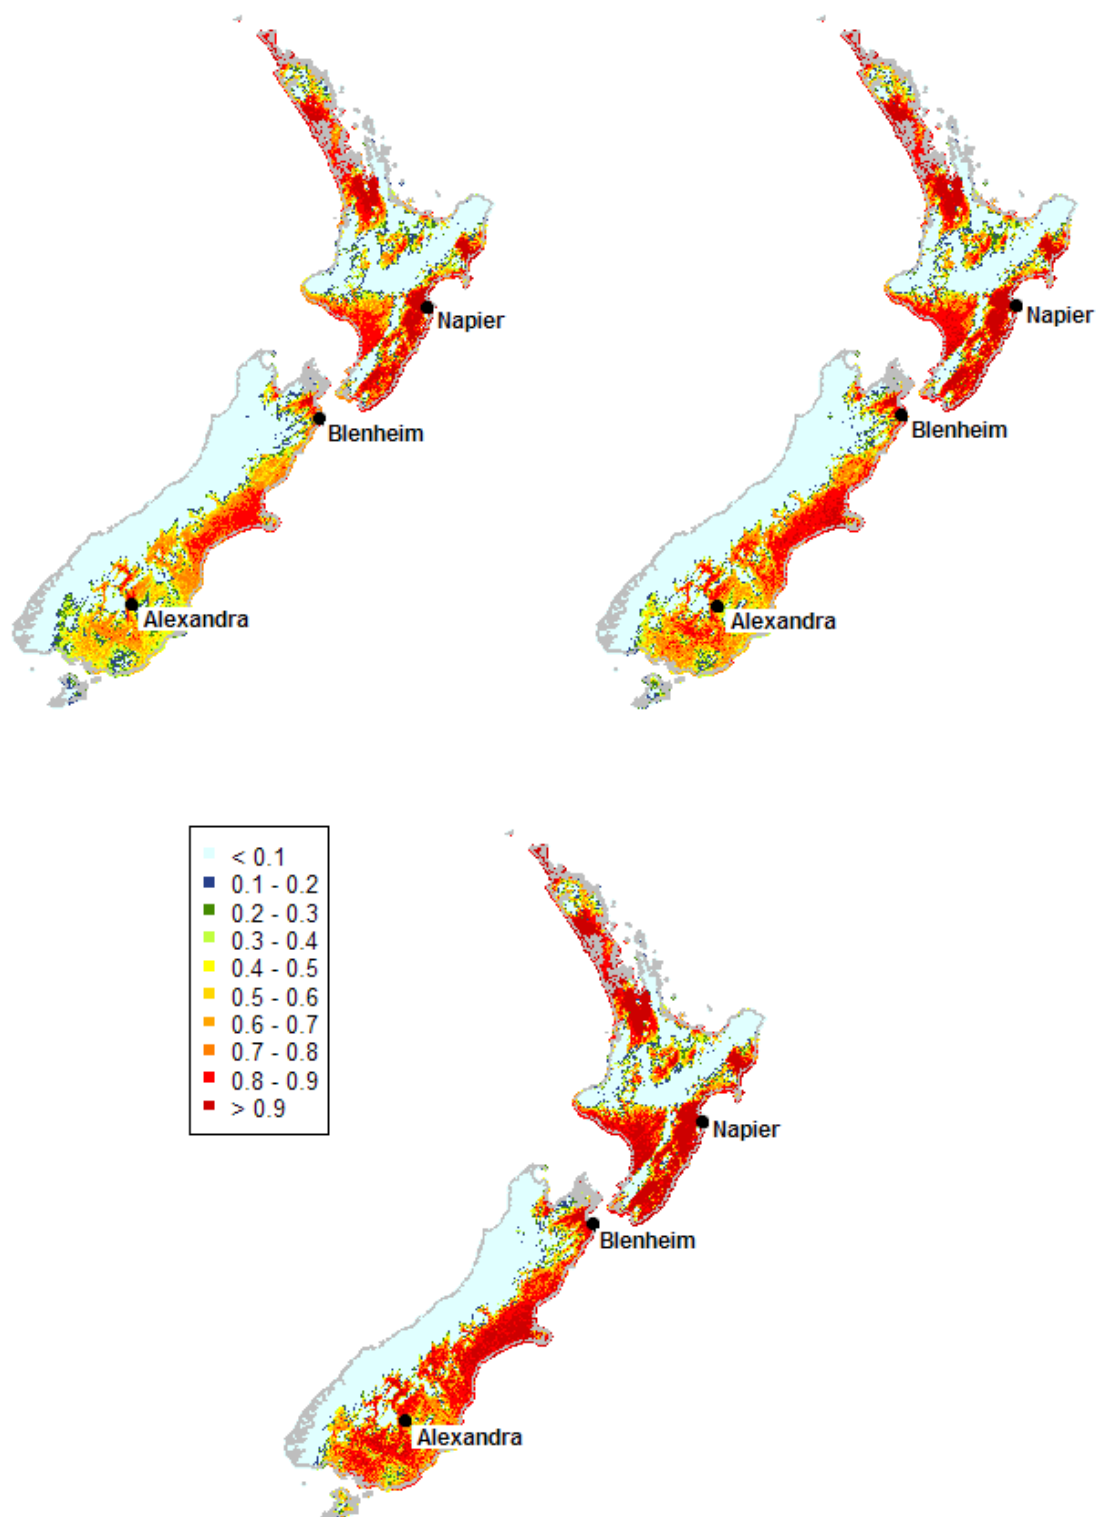 Napier
Blenheim
Alexandra
Napier
Blenheim
Alexandra
< 0.1
0.1 - 0.2
0.2 - 0.3
0.3 - 0.4
0.4 - 0.5
0.5 - 0.6
0.6 - 0.7
0.7 - 0.8
0.8 - 0.9
> 0.9
Napier
Blenheim
Alexandra